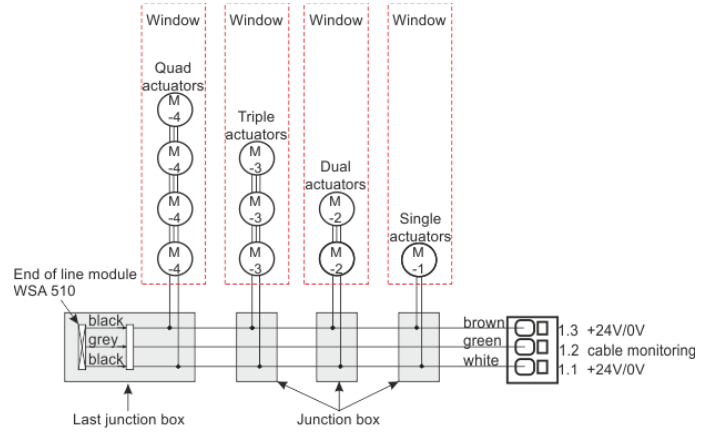 Window Window Window Window
Quad
actuators
M
-4
M
-4
M
-4
M
-4
Triple
actuators
M
-3
M
-3
M
-3
Dual
actuators
M
-2
M
-2
Single
actuators
M
-1
End of line module
WSA 510
black
grey
black
brown
green
white
1.3 +24V/0V
1.2 cable monitoring
1.1 +24V/0V
Last junction box
Junction box